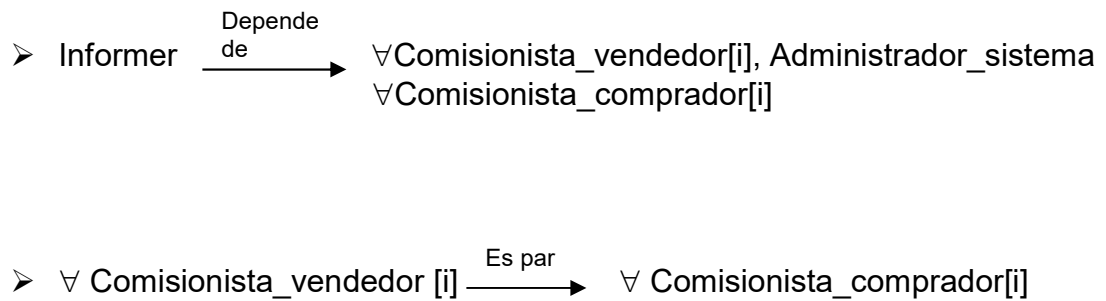 Depende
➢ Informer de ∀Comisionista_vendedor[i], Administrador_sistema
∀Comisionista_comprador[i]
➢ ∀ Comisionista_vendedor [i] Es par ∀ Comisionista_comprador[i]